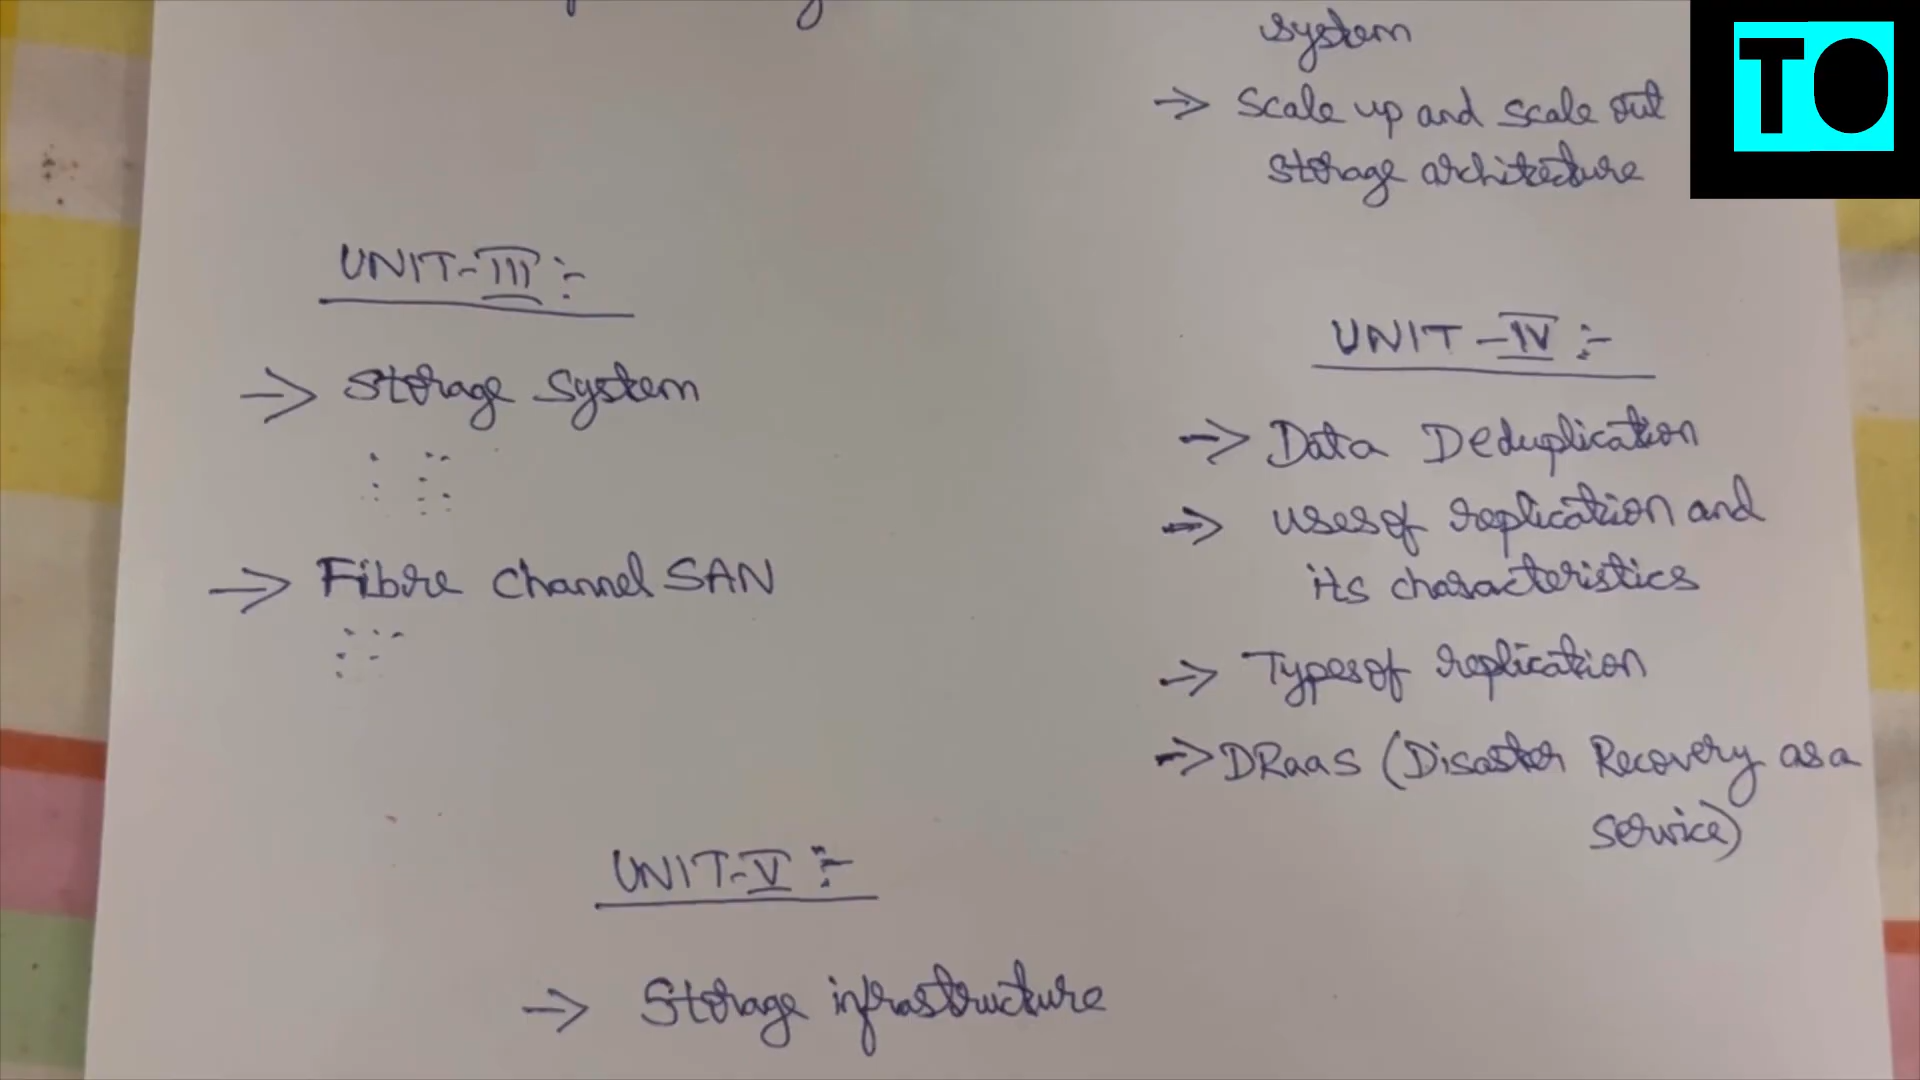 system
→ Scale up and scale out
storage architecture
TO
UNIT-III :-
→ Storage System
→ Fibre Channel SAN
UNIT-IV :-
→ Data Deduplication
→ uses of replication and
its characteristics
→ Types of replication
→ DRaaS (Disaster Recovery as a
service)
UNIT-V :-
→ Storage infrastructure